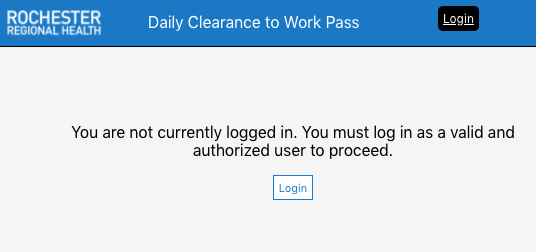 ROCHESTER
REGIONAL HEALTH
Daily Clearance to Work Pass
Login
You are not currently logged in. You must log in as a valid and
authorized user to proceed.
Login